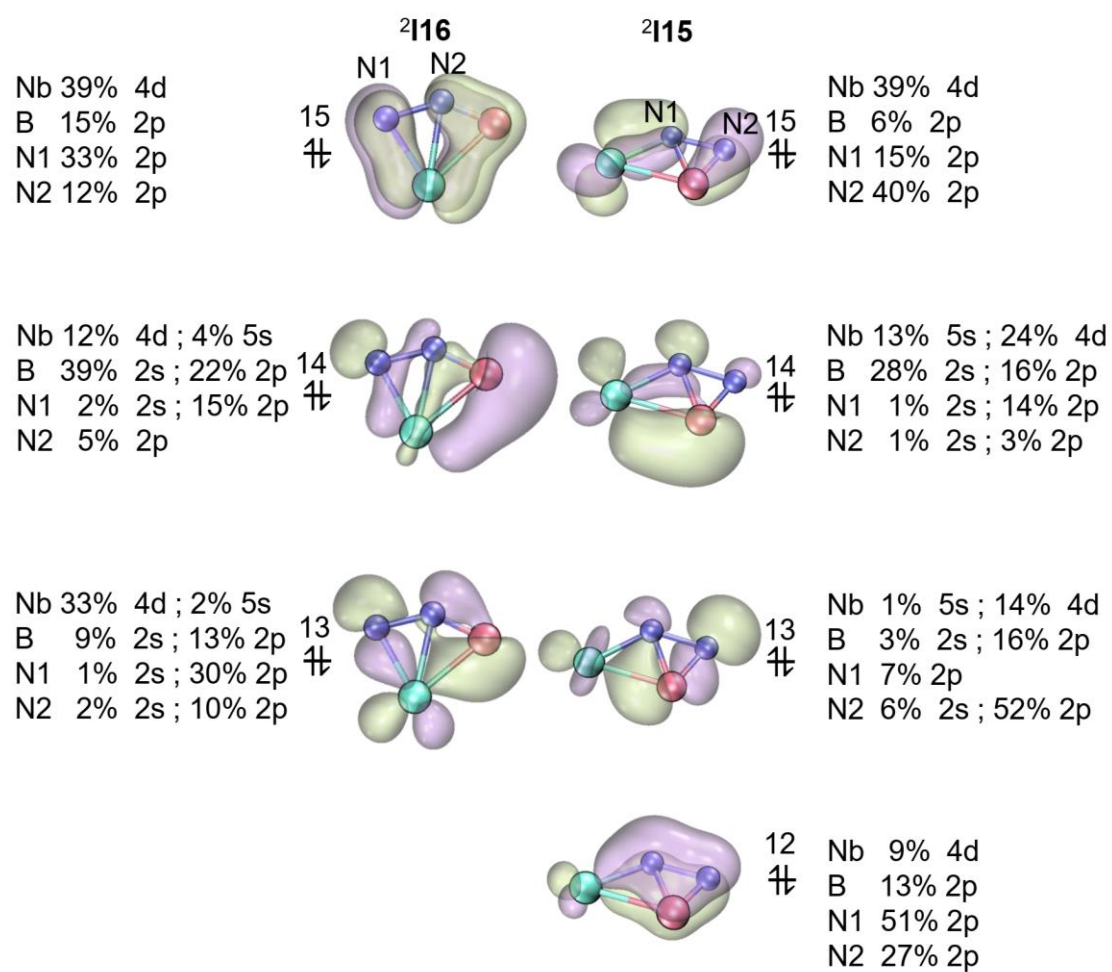 ²I16 ²I15
N1 N2
Nb 39% 4d
B 15% 2p
N1 33% 2p
N2 12% 2p
15
N1 N2
15
Nb 39% 4d
B 6% 2p
N1 15% 2p
N2 40% 2p
Nb 12% 4d ; 4% 5s
B 39% 2s ; 22% 2p
N1 2% 2s ; 15% 2p
N2 5% 2p
14
14
Nb 13% 5s ; 24% 4d
B 28% 2s ; 16% 2p
N1 1% 2s ; 14% 2p
N2 1% 2s ; 3% 2p
Nb 33% 4d ; 2% 5s
B 9% 2s ; 13% 2p
N1 1% 2s ; 30% 2p
N2 2% 2s ; 10% 2p
13
13
Nb 1% 5s ; 14% 4d
B 3% 2s ; 16% 2p
N1 7% 2p
N2 6% 2s ; 52% 2p
12
Nb 9% 4d
B 13% 2p
N1 51% 2p
N2 27% 2p